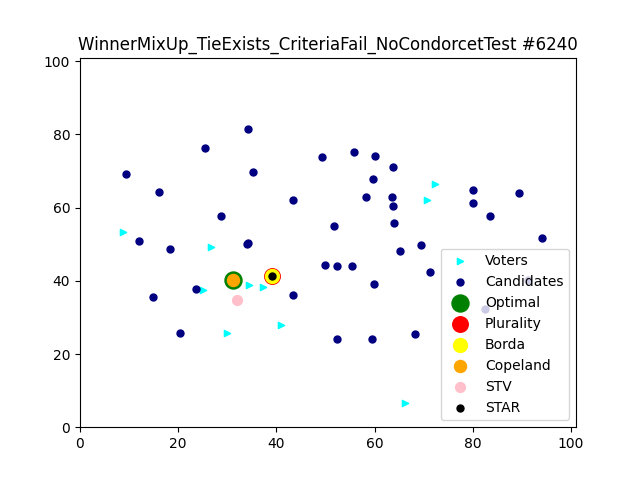 WinnerMixUp_TieExists_CriteriaFail_NoCondorcetTest #6240
100
80
60
40
20
0
0 20 40 60 80 100
Voters
Candidates
Optimal
Plurality
Borda
Copeland
STV
STAR